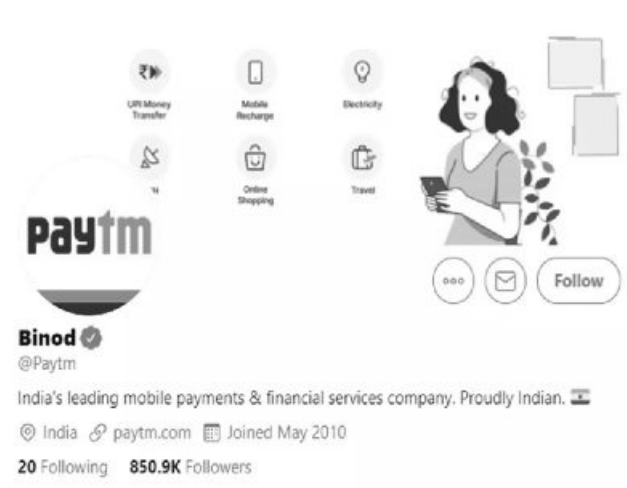 UPI Money
Transfer
Mobile
Recharge
Electricity
Online
Shopping
Travel
paytm
Follow
Binod
@Paytm
India's leading mobile payments & financial services company. Proudly Indian.
India paytm.com Joined May 2010
20 Following 850.9K Followers